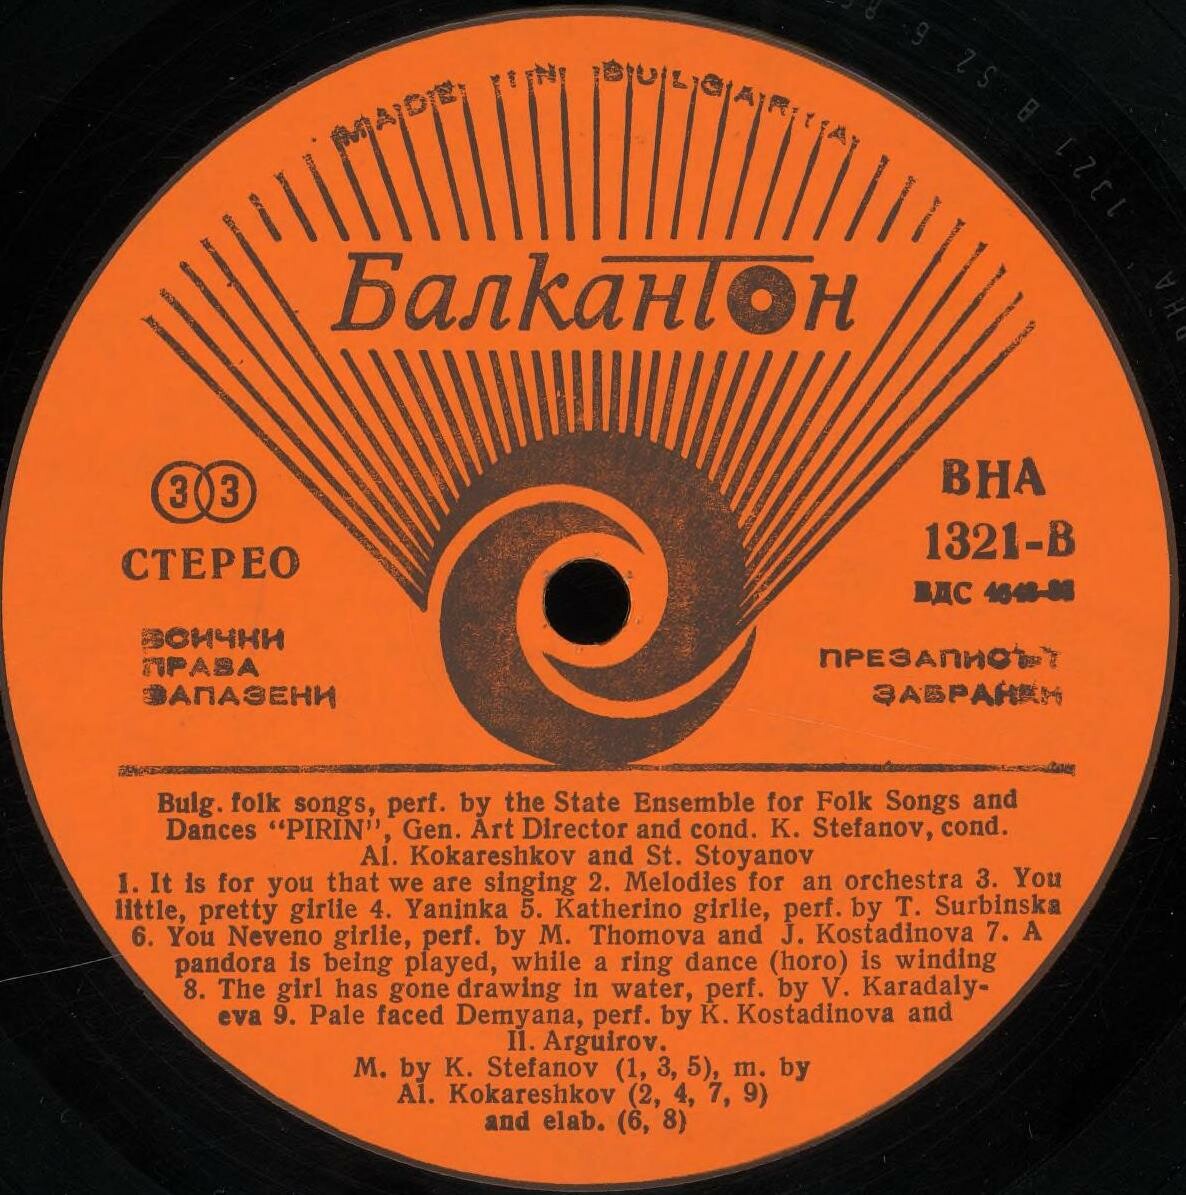 MADE IN BULGARIA
Балкантон
33
СТЕРЕО
ВСИЧКИ
ПРАВА
ЗАПАЗЕНИ
ВНА
1321-В
ВДС
ПРЕЗАПИСЪТ
ЗАБРАНЕН
Bulg. folk songs, perf. by the State Ensemble for Folk Songs and
Dances “PIRIN”, Gen. Art Director and cond. K. Stefanov, cond.
Al. Kokareshkov and St. Stoyanov
1. It is for you that we are singing 2. Melodies for an orchestra 3. You
little, pretty girlie 4. Yaninka 5. Katherino girlie, perf. by T. Surbinska
6. You Neveno girlie, perf. by M. Thomova and J. Kostadinova 7. A
pandora is being played, while a ring dance (horo) is winding
8. The girl has gone drawing in water, perf. by V. Karadaly-
eva 9. Pale faced Demyana, perf. by K. Kostadinova and
Il. Arguirov.
M. by K. Stefanov (1, 3, 5), m. by
Al. Kokareshkov (2, 4, 7, 9)
and elab. (6, 8)